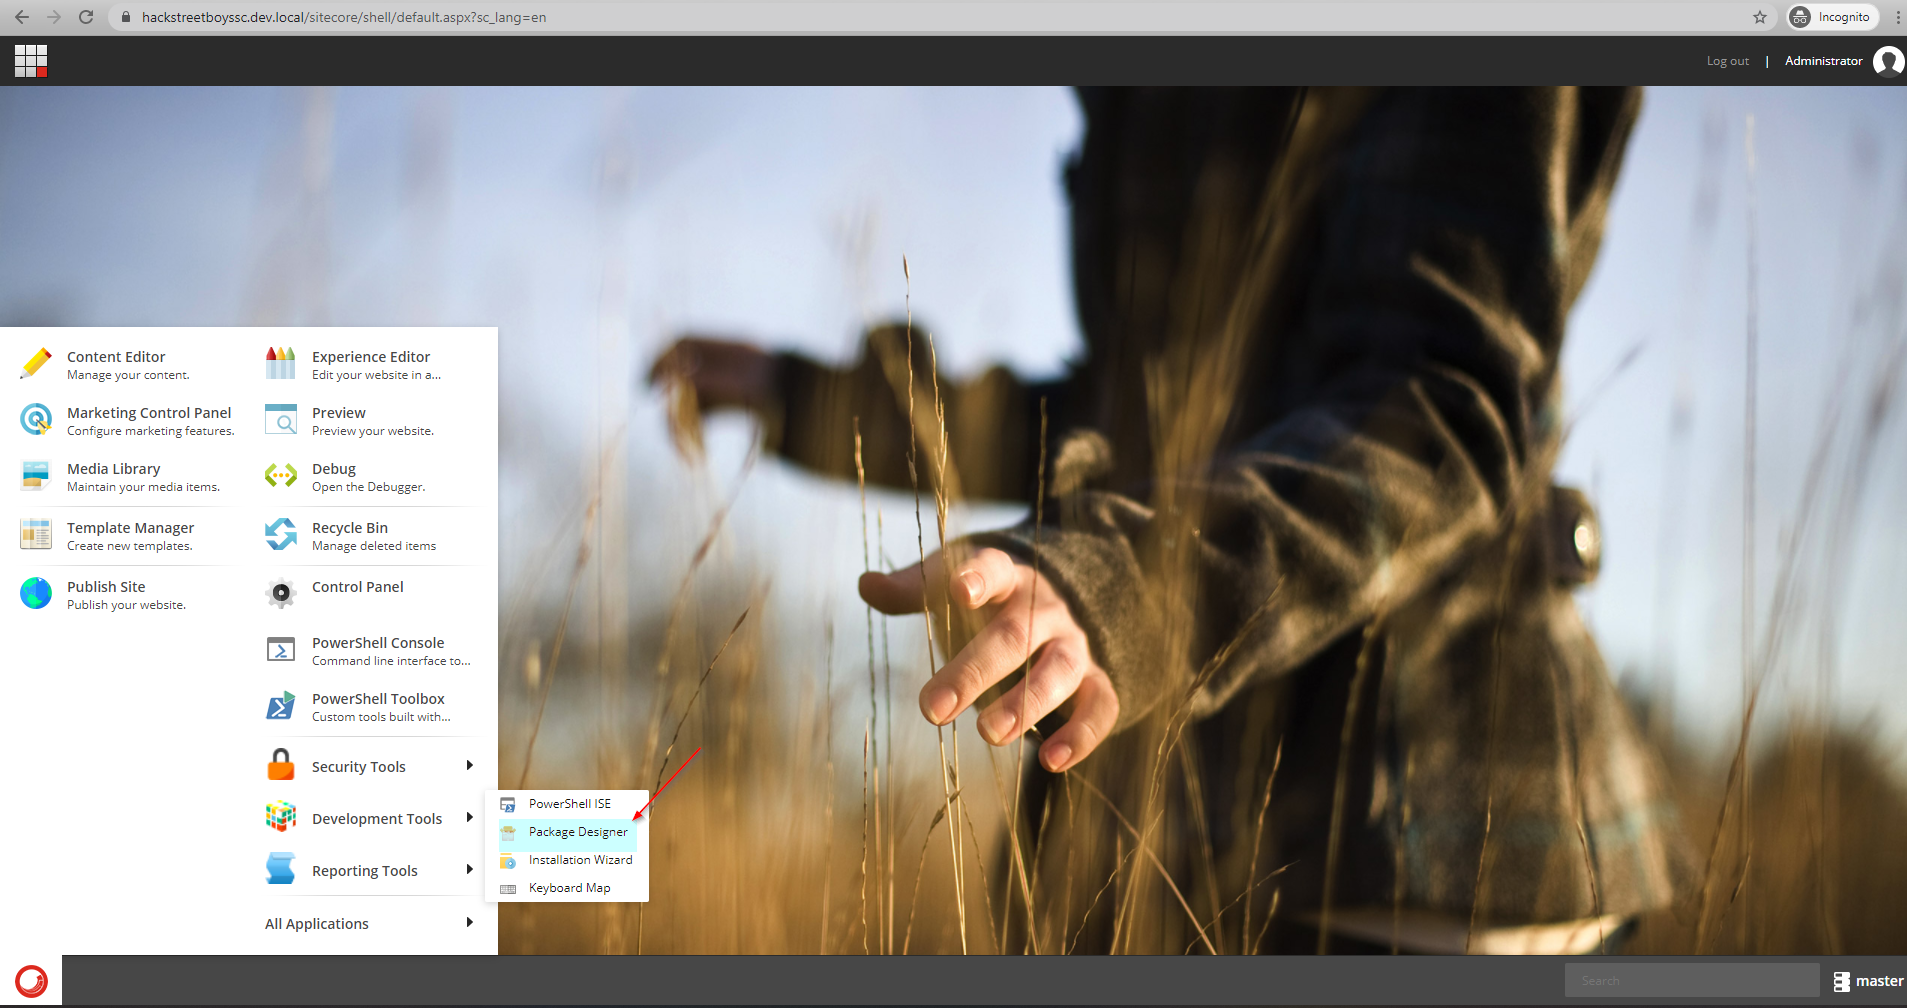 hackstreetboyssc.dev.local/sitecore/shell/default.aspx?sc_lang=en
Incognito
Log out | Administrator
Content Editor
Manage your content.
Marketing Control Panel
Configure marketing features.
Media Library
Maintain your media items.
Template Manager
Create new templates.
Publish Site
Publish your website.
Experience Editor
Edit your website in a...
Preview
Preview your website.
Debug
Open the Debugger.
Recycle Bin
Manage deleted items
Control Panel
PowerShell Console
Command line interface to...
PowerShell Toolbox
Custom tools built with...
Security Tools
Development Tools
Reporting Tools
All Applications
PowerShell ISE
Package Designer
Installation Wizard
Keyboard Map
Search
master